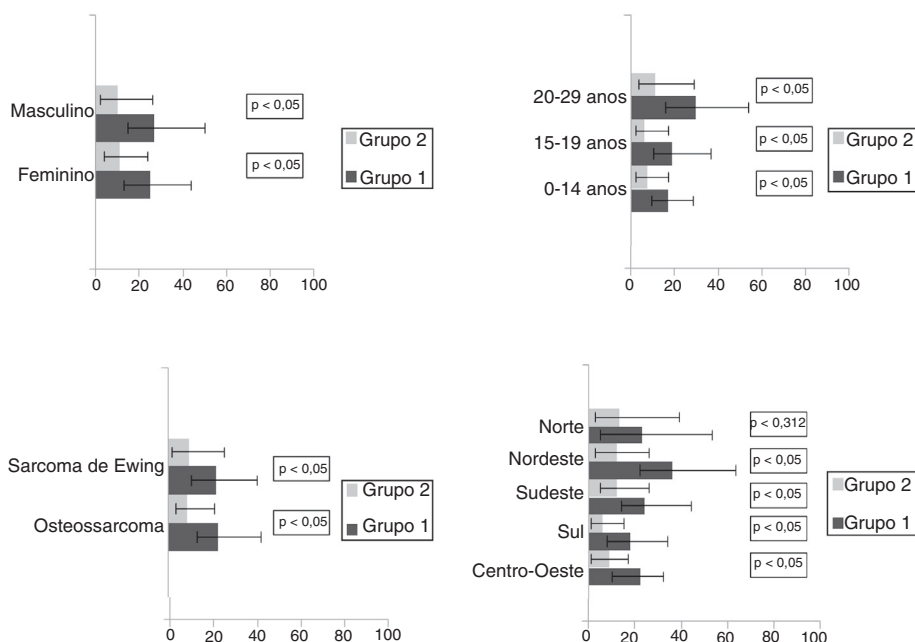 Masculino
p < 0,05
Feminino
p < 0,05
Grupo 2
Grupo 1
0 20 40 60 80 100
20-29 anos
p < 0,05
15-19 anos
p < 0,05
0-14 anos
p < 0,05
Grupo 2
Grupo 1
0 20 40 60 80 100
Sarcoma de Ewing
p < 0,05
Osteossarcoma
p < 0,05
Grupo 2
Grupo 1
0 20 40 60 80 100
Norte
p < 0,312
Nordeste
p < 0,05
Sudeste
p < 0,05
Sul
p < 0,05
Centro-Oeste
p < 0,05
Grupo 2
Grupo 1
0 20 40 60 80 100